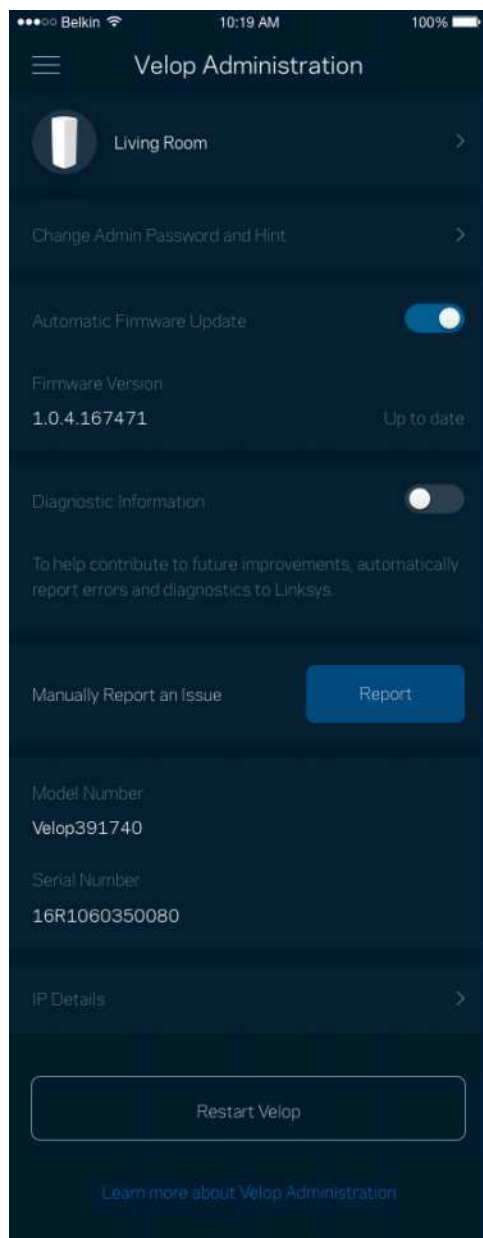 Belkin 10:19 AM 100%
Velop Administration
Living Room
Change Admin Password and Hint
Automatic Firmware Update
Firmware Version
1.0.4.167471 Up to date
Diagnostic Information
To help contribute to future improvements, automatically
report errors and diagnostics to Linksys.
Manually Report an Issue Report
Model Number
Velop391740
Serial Number
16R1060350080
IP Details
Restart Velop
Learn more about Velop Administration